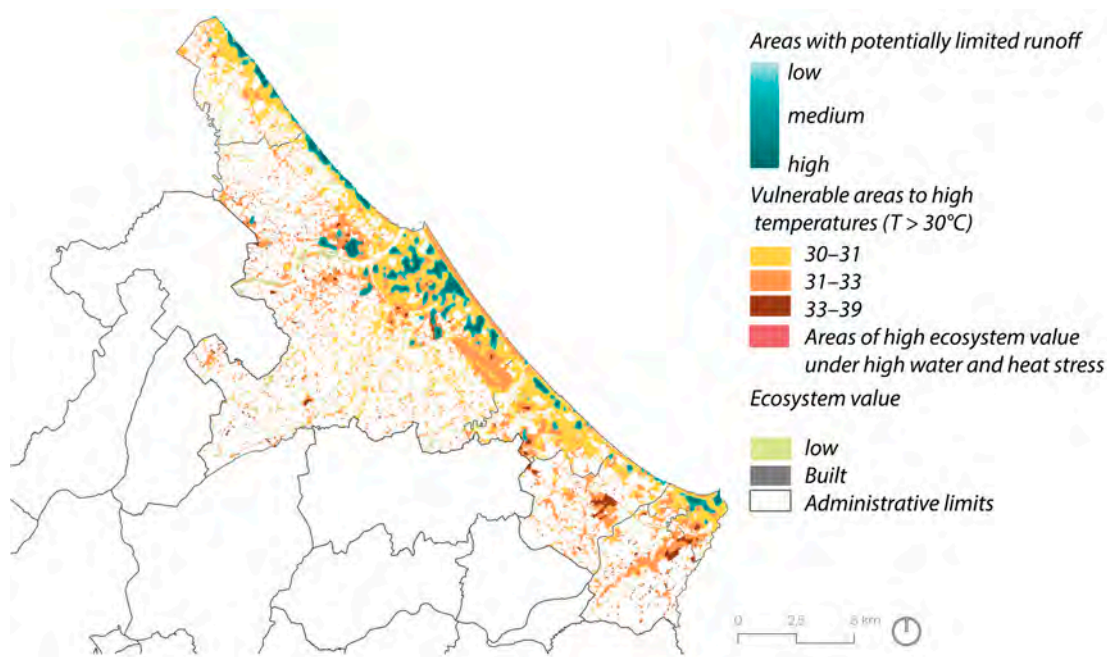 Areas with potentially limited runoff
low
medium
high
Vulnerable areas to high
temperatures (T > 30°C)
30–31
31–33
33–39
Areas of high ecosystem value
under high water and heat stress
Ecosystem value
low
Built
Administrative limits
0 2,5 8 km